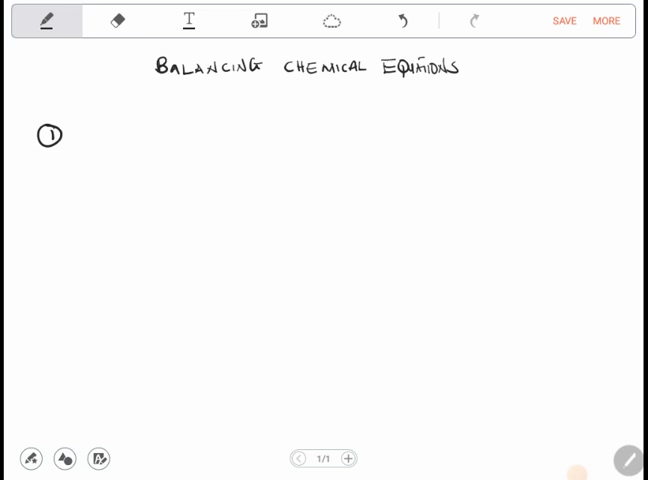 T
SAVE
MORE
BALANCING CHEMICAL EQUATIONS
1
1/1